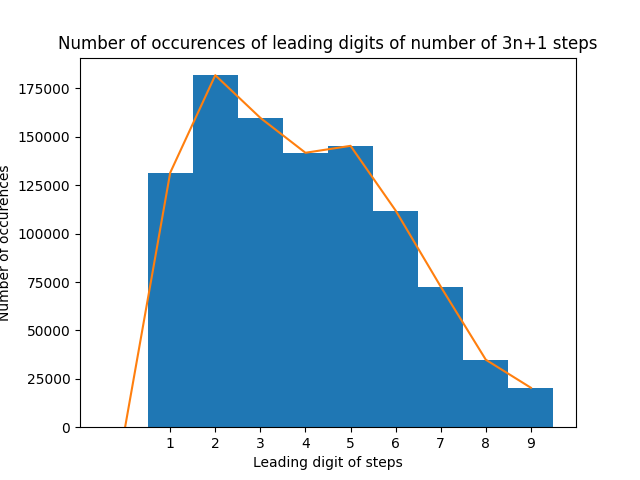 Number of occurences of leading digits of number of 3n+1 steps
175000
150000
125000
100000
75000
50000
25000
0
Number of occurences
1 2 3 4 5 6 7 8 9
Leading digit of steps